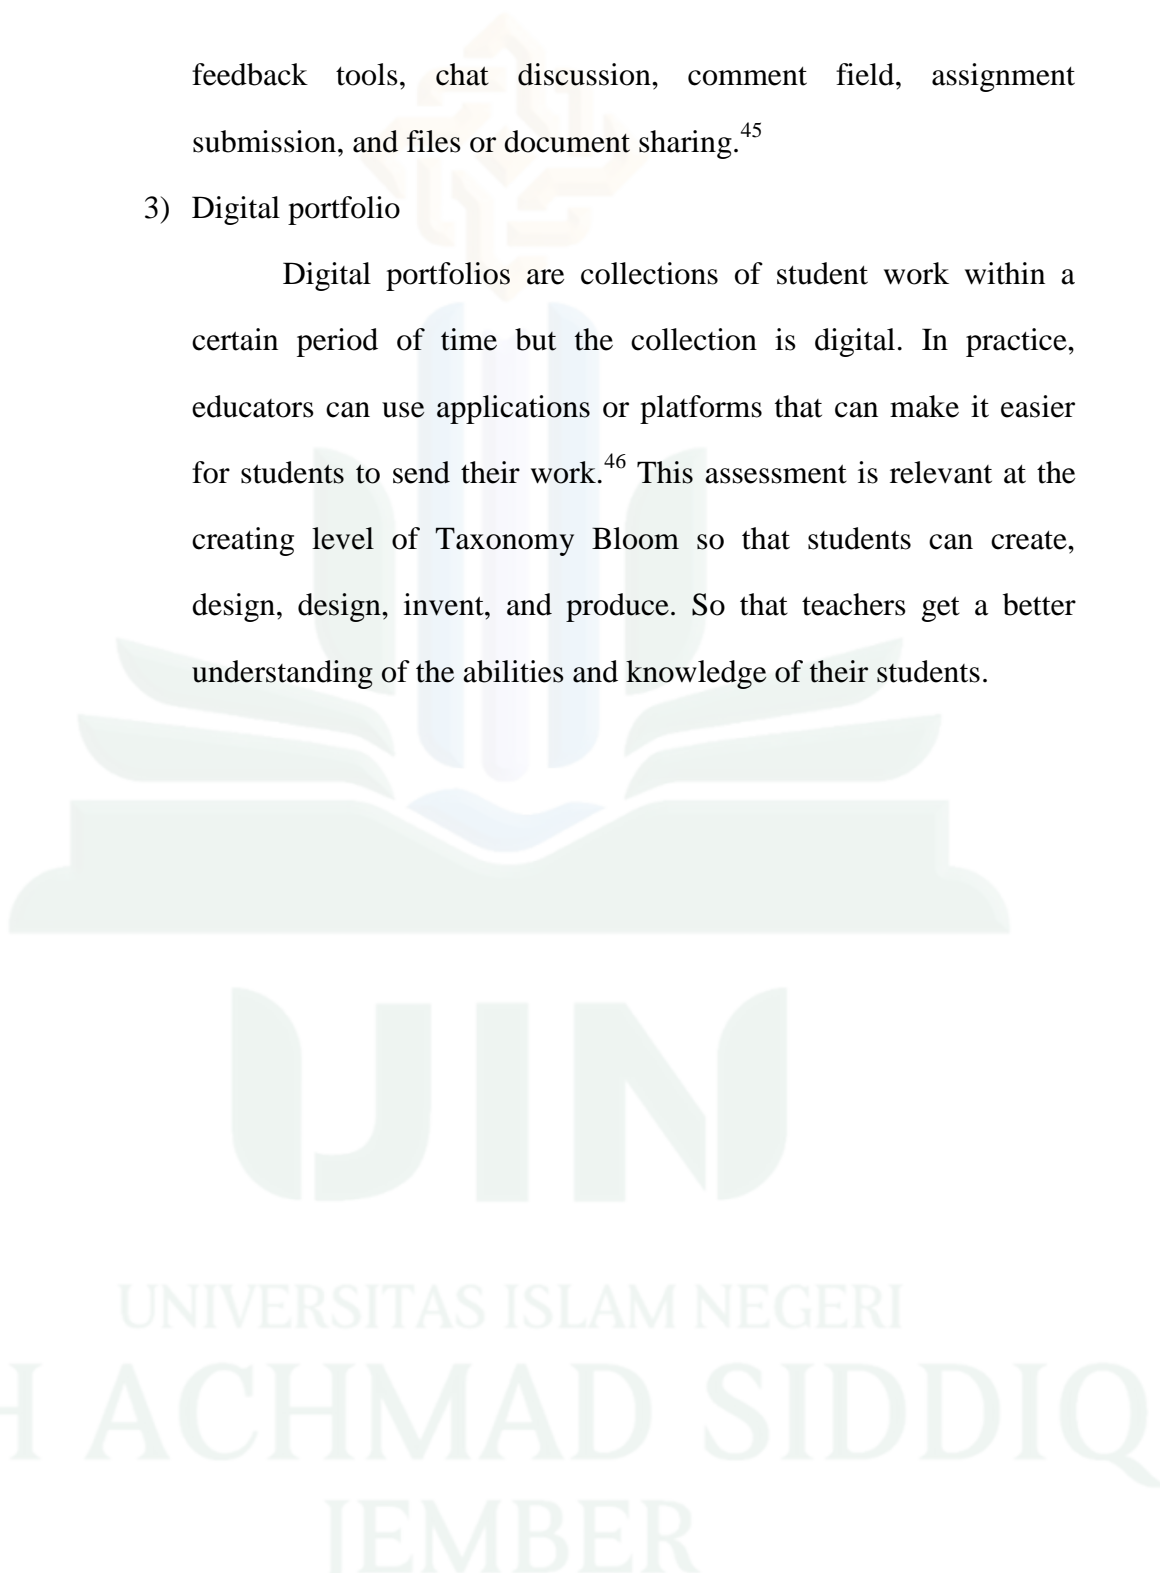 feedback tools, chat discussion, comment field, assignment
submission, and files or document sharing.45
3) Digital portfolio
Digital portfolios are collections of student work within a
certain period of time but the collection is digital. In practice,
educators can use applications or platforms that can make it easier
for students to send their work.46 This assessment is relevant at the
creating level of Taxonomy Bloom so that students can create,
design, design, invent, and produce. So that teachers get a better
understanding of the abilities and knowledge of their students.
UIN
UNIVERSITAS ISLAM NEGERI
H ACHMAD SIDDIQ
JEMBER